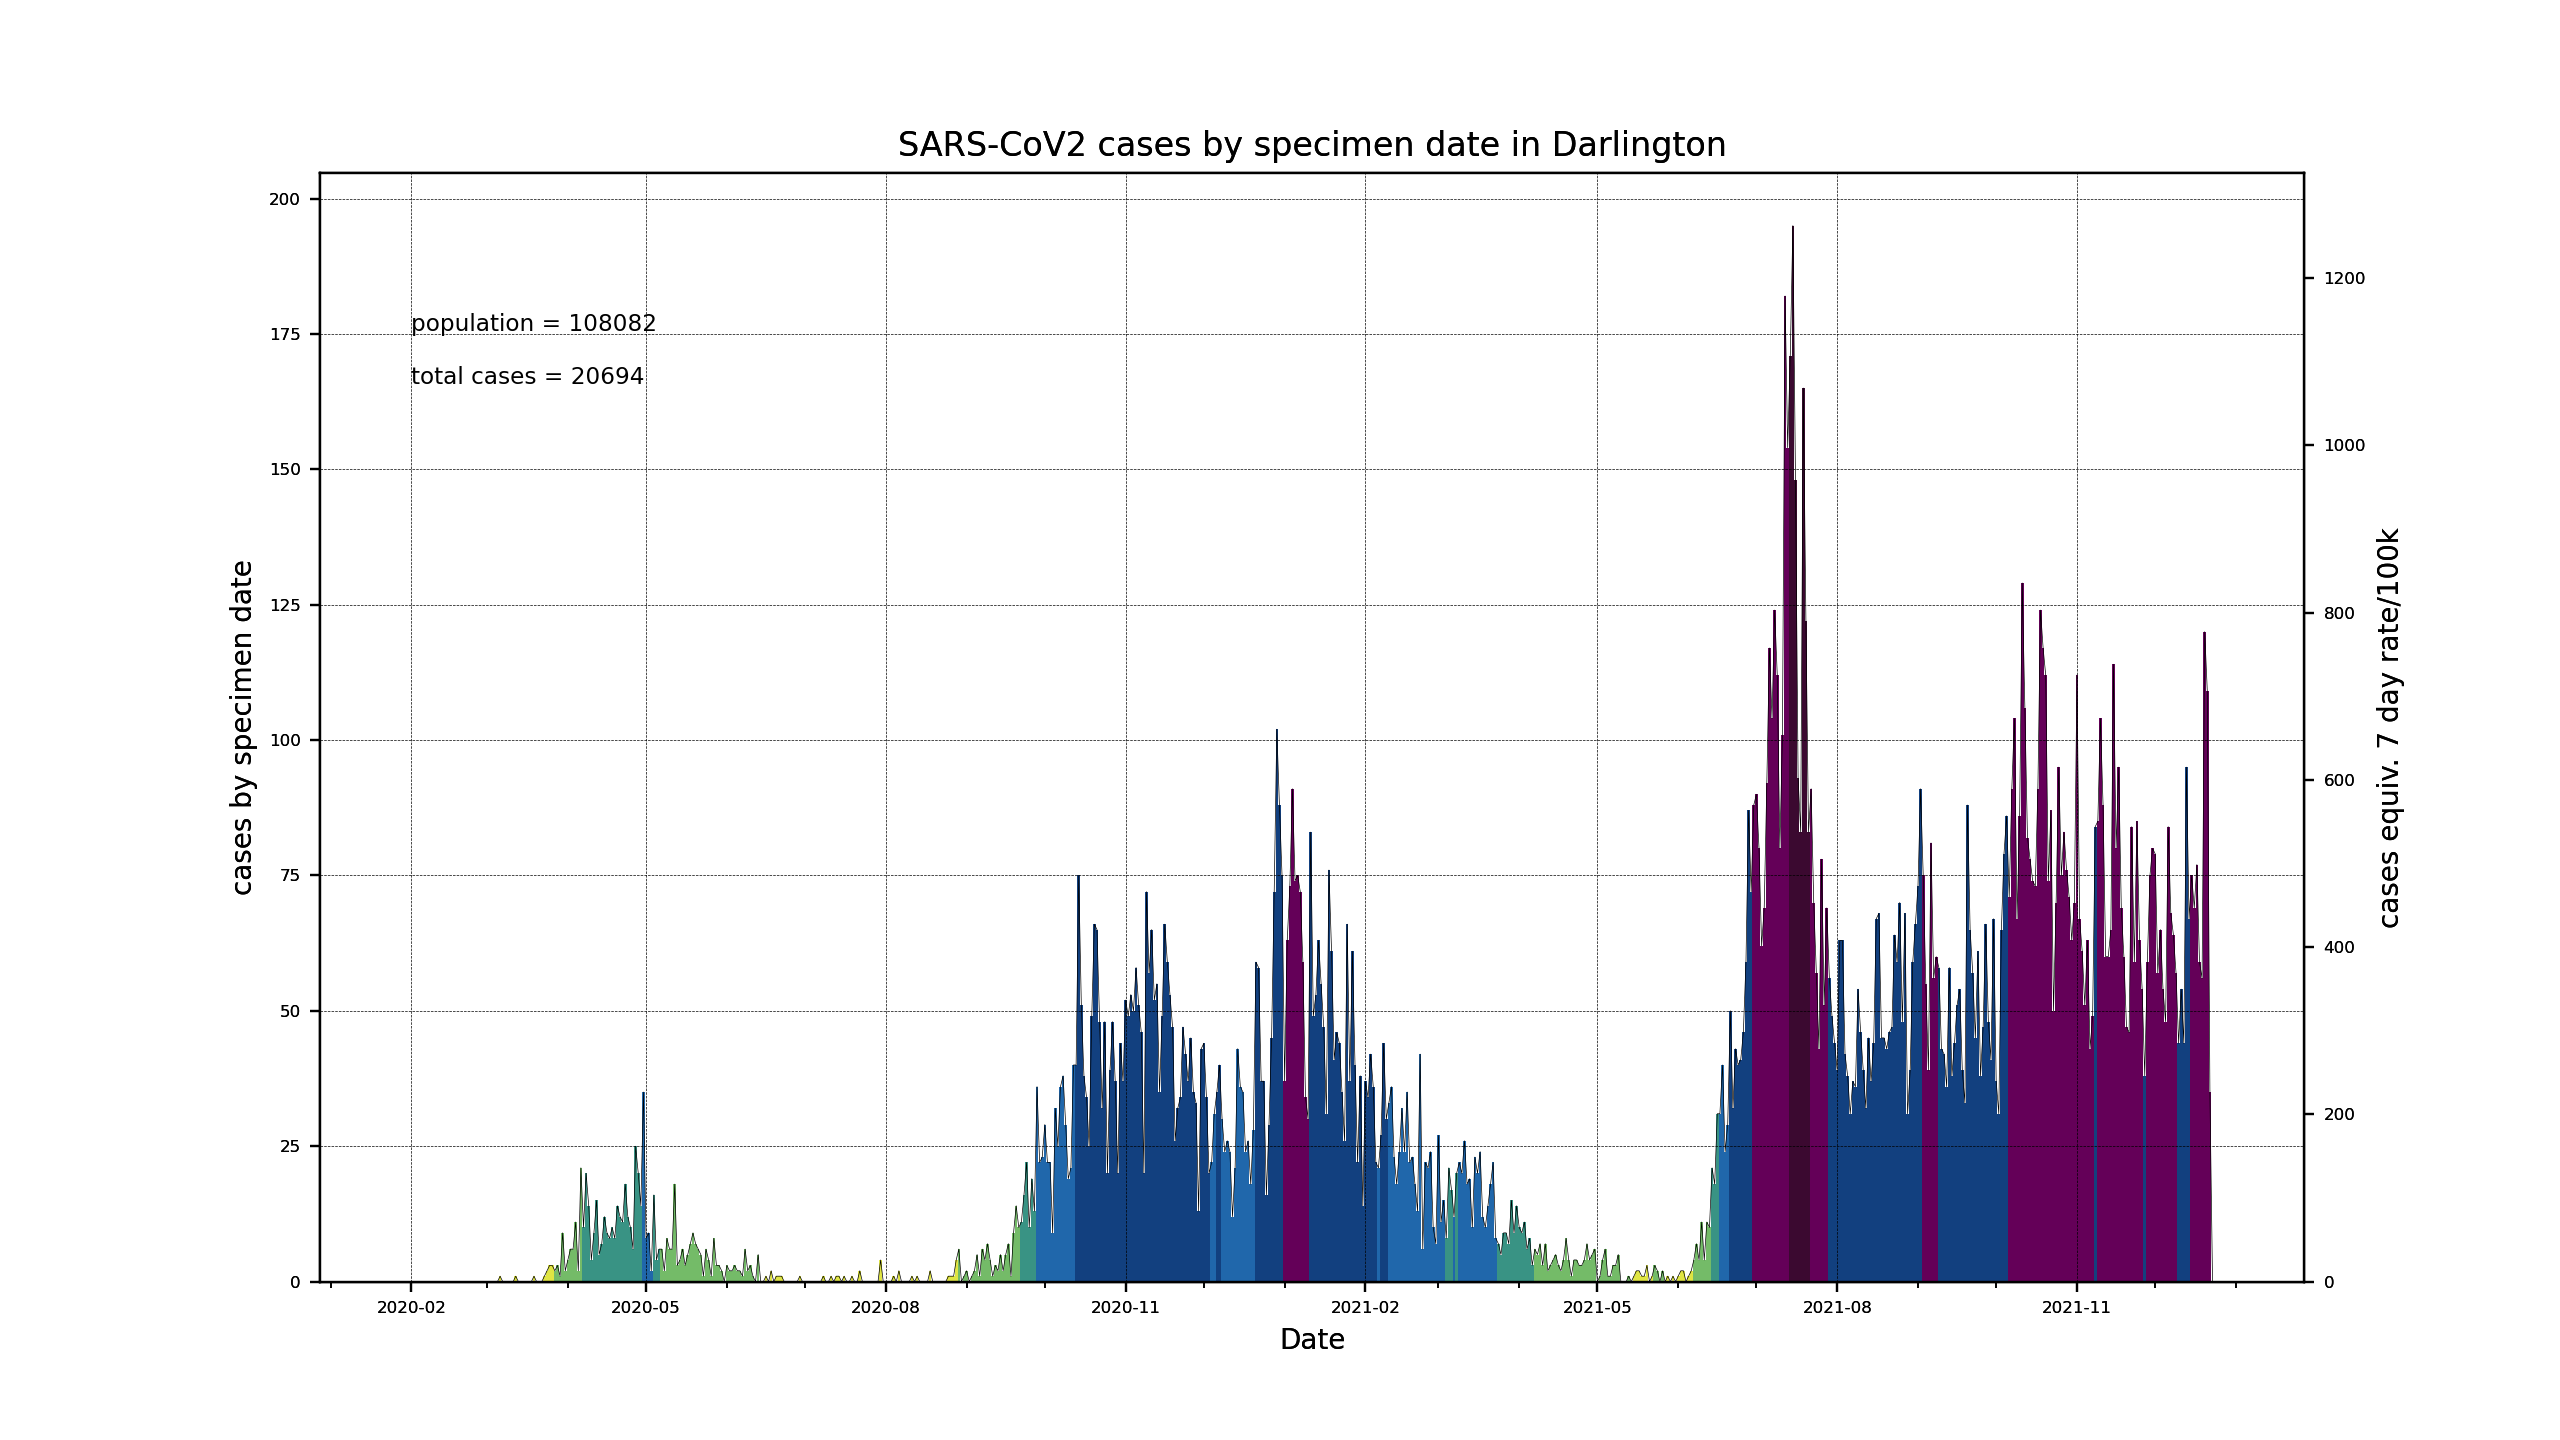 SARS-CoV2 cases by specimen date in Darlington
200
175
150
125
100
75
50
25
0
cases by specimen date
population = 108082
total cases = 20694
1200
1000
800
600
400
200
0
cases equiv. 7 day rate/100k
2020-02 2020-05 2020-08 2020-11 2021-02 2021-05 2021-08 2021-11
Date